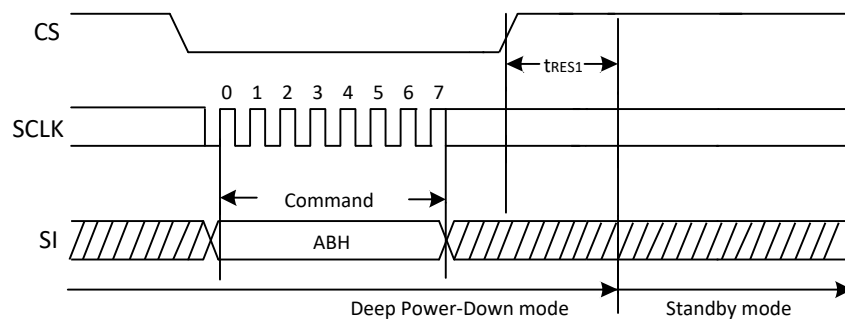 CS
tRES1
0 1 2 3 4 5 6 7
SCLK
Command
SI
ABH
Deep Power-Down mode
Standby mode